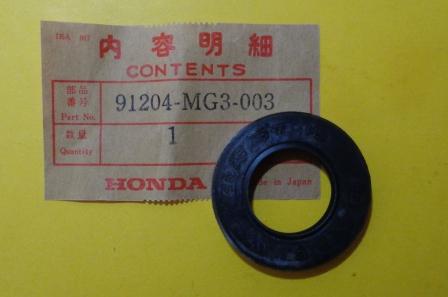 内容明細
CONTENTS
部品
番号
Part No.
91204-MG3-003
数量
Quantity
1
HONDA
Made in Japan